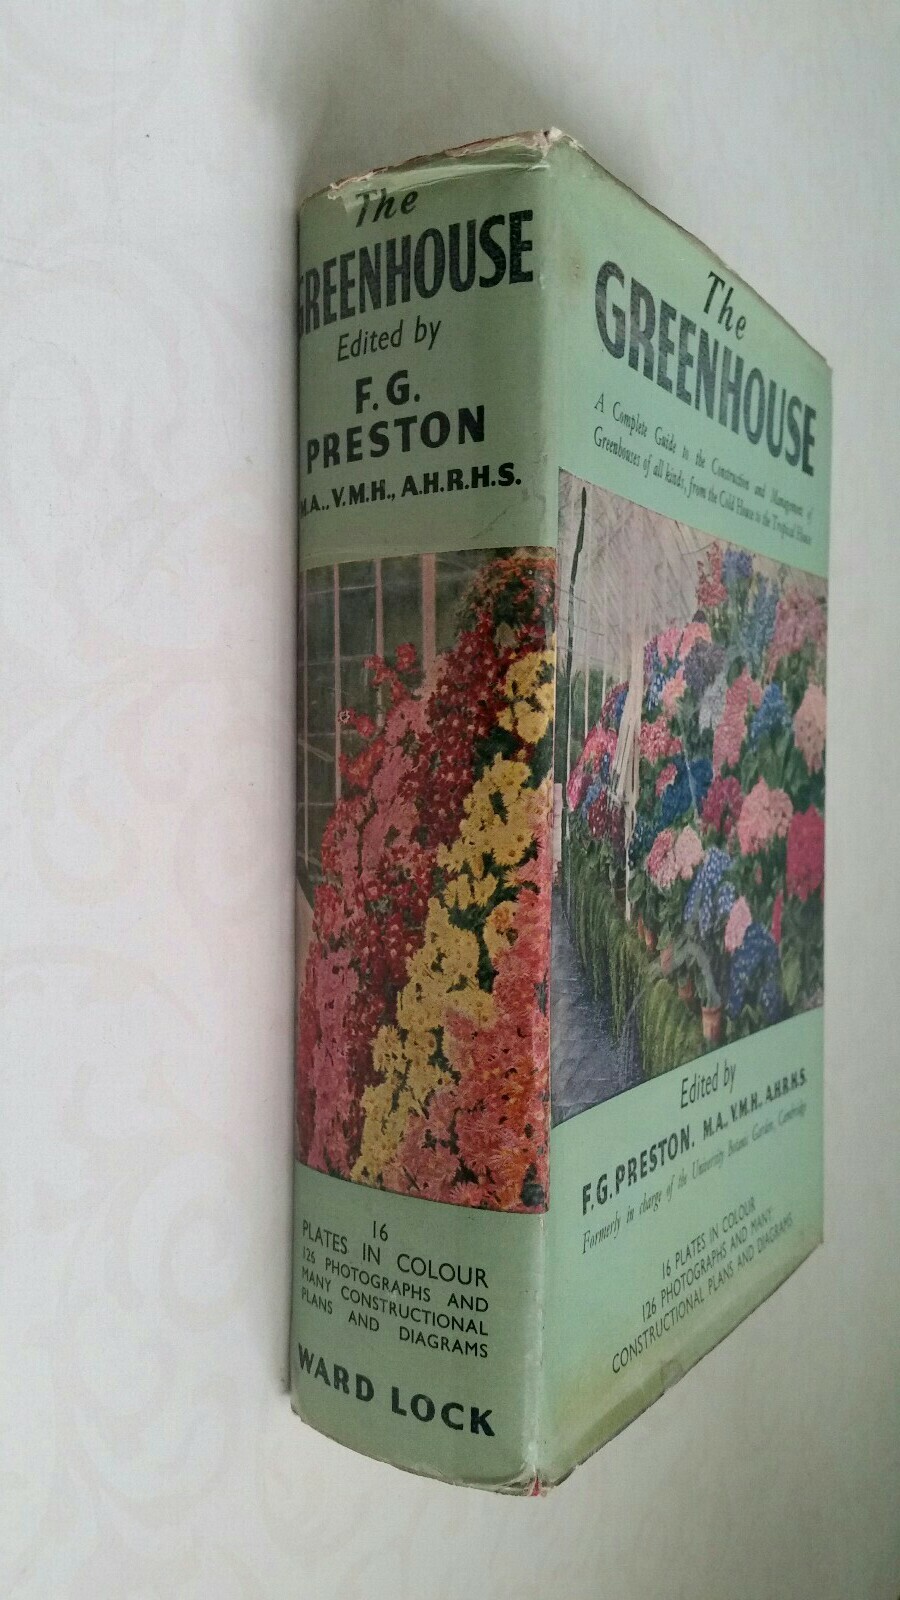 The
GREENHOUSE
Edited by
F. G.
PRESTON
M.A., V.M.H., A.H.R.H.S.
16
PLATES IN COLOUR
126 PHOTOGRAPHS AND
MANY CONSTRUCTIONAL
PLANS AND DIAGRAMS
WARD LOCK
The
GREENHOUSE
A Complete Guide to the Construction and Management of
Greenhouses of all kinds, from the Cold House to the Tropical House
Edited by
F. G. PRESTON, M.A., V.M.H., A.H.R.H.S.
Formerly in charge of the University Botanic Garden, Cambridge
16 PLATES IN COLOUR
126 PHOTOGRAPHS AND MANY
CONSTRUCTIONAL PLANS AND DIAGRAMS